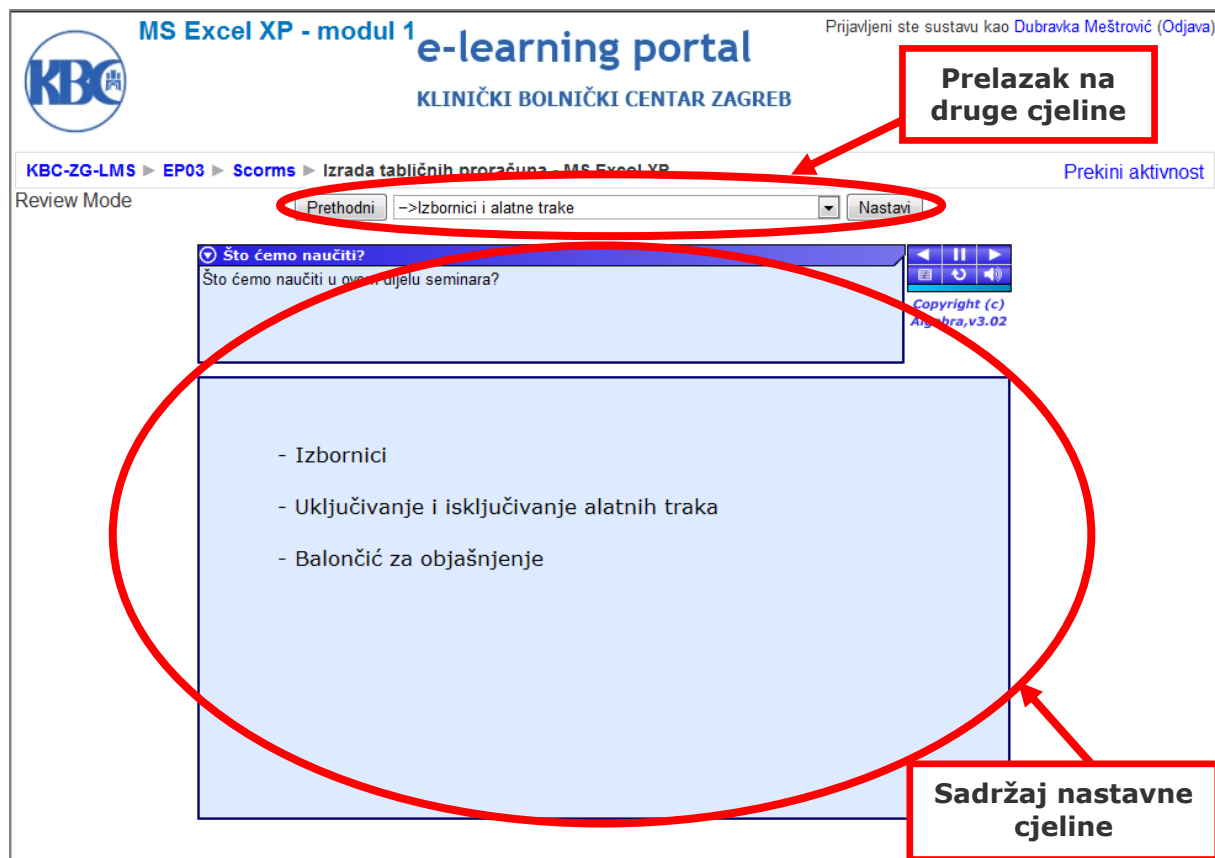 MS Excel XP - modul 1
e-learning portal
KLINIČKI BOLNIČKI CENTAR ZAGREB
Prijavljeni ste sustavu kao Dubravka Meštrović (Odjava)
KBC
Prelazak na
druge cjeline
KBC-ZG-LMS ► EP03 ► Scorms ► Izrada tabličnih proračuna - MS Excel XP
Prekini aktivnost
Review Mode
Prethodni
->Izbornici i alatne trake
Nastavi
Što ćemo naučiti?
Što ćemo naučiti u ovom dijelu seminara?
Copyright (c)
Algebra,v3.02
- Izbornici
- Uključivanje i isključivanje alatnih traka
- Balončić za objašnjenje
Sadržaj nastavne
cjeline